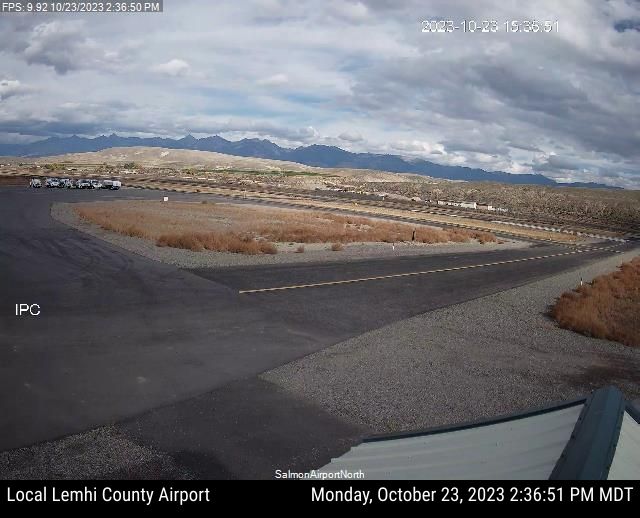 FPS: 9.92 10/23/2023 2:36:50 PM
2023-10-23 15:36:51
IPC
SalmonAirportNorth
Local Lemhi County Airport Monday, October 23, 2023 2:36:51 PM MDT